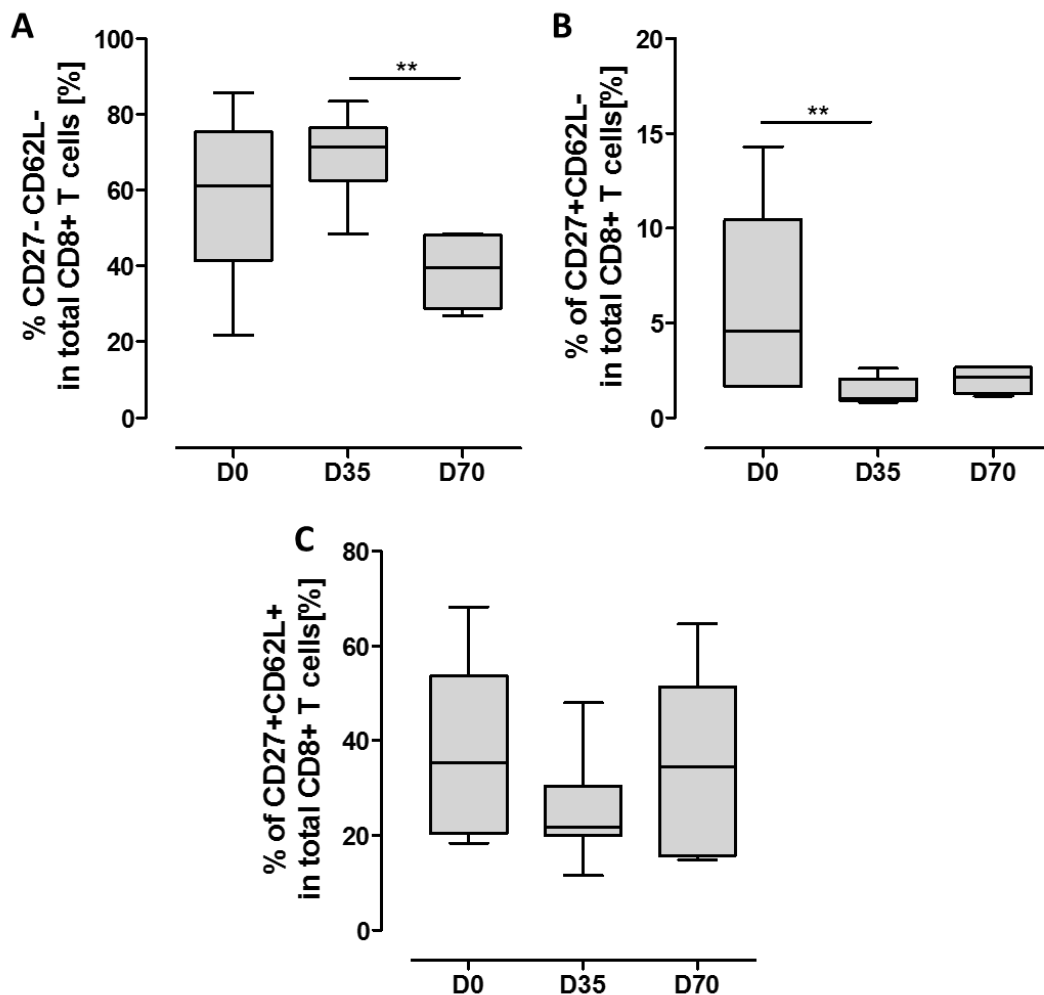 A
% CD27- CD62L-
in total CD8+ T cells [%]
100
80
60
40
20
0
**
D0 D35 D70
B
% of CD27+CD62L-
in total CD8+ T cells[%]
20
15
10
5
0
**
D0 D35 D70
C
% of CD27+CD62L+
in total CD8+ T cells[%]
80
60
40
20
0
D0 D35 D70